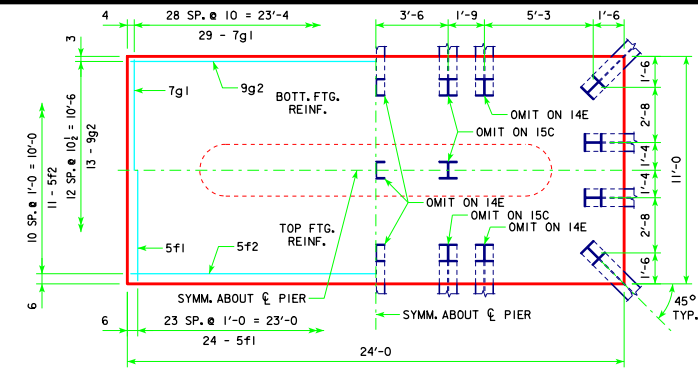 4
28 SP. @ 10 = 23'-4
29 - 7g1
3'-6
1'-9
5'-3
1'-6
3
7g1
9g2
BOTT. FTG.
REINF.
1'-6
2'-8
OMIT ON 14E
OMIT ON 15C
10 SP. @ 1'-0 = 10'-0
11 - 5f2
12 SP. @ 10 1/2 = 10'-6
13 - 9g2
1'-4
1'-4
11'-0
OMIT ON 14E
OMIT ON 15C
OMIT ON 14E
TOP FTG.
REINF.
2'-8
5f1
5f2
1'-6
6
SYMM. ABOUT ℄ PIER
SYMM. ABOUT ℄ PIER
45°
TYP.
6
23 SP. @ 1'-0 = 23'-0
24 - 5f1
24'-0